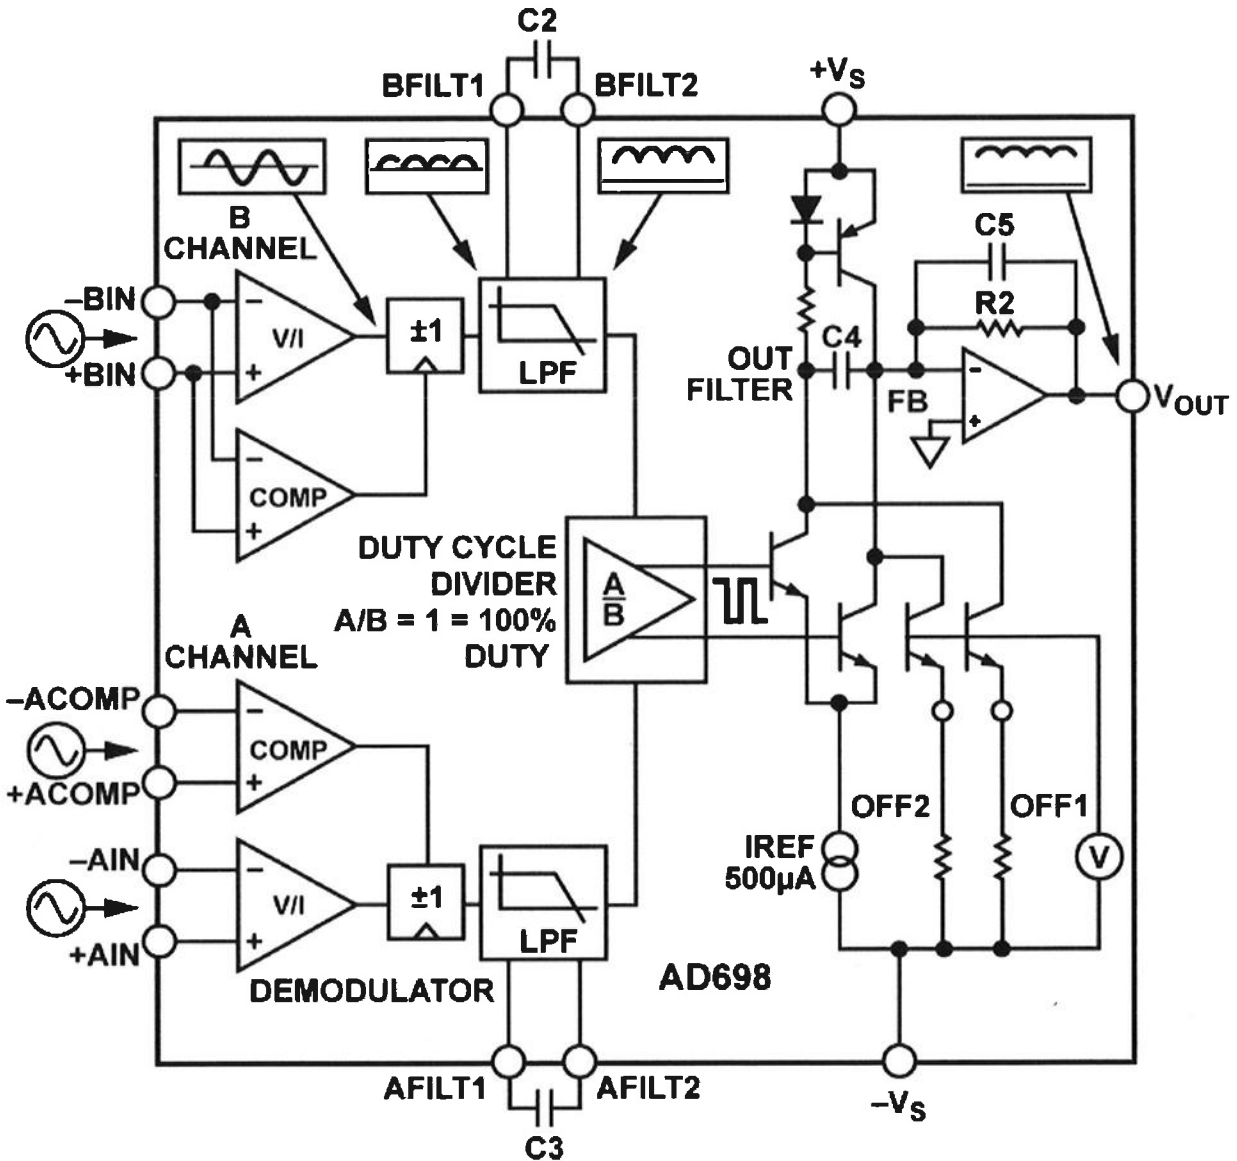 C2
BFILT1
BFILT2
+VS
B
CHANNEL
–BIN
+BIN
–
V/I
+
±1
LPF
–
COMP
+
C5
R2
C4
OUT
FILTER
FB
-
+
VOUT
DUTY CYCLE
DIVIDER
A/B = 1 = 100%
DUTY
A
B
A
CHANNEL
–ACOMP
+ACOMP
–
COMP
+
–AIN
+AIN
–
V/I
+
±1
LPF
DEMODULATOR
OFF2
OFF1
IREF
500µA
V
AD698
AFILT1
AFILT2
C3
–VS